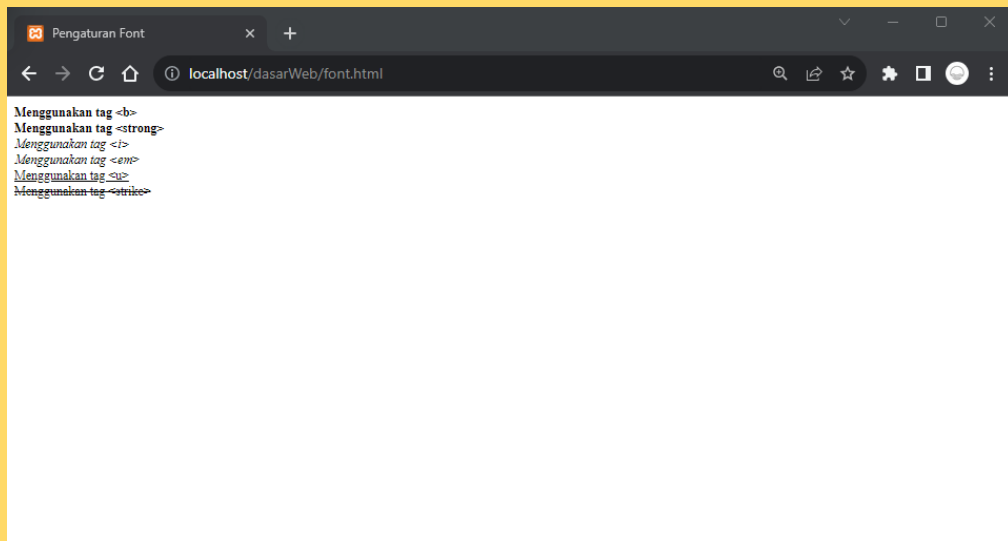 Pengaturan Font
localhost/dasarWeb/font.html
Menggunakan tag <b>
Menggunakan tag <strong>
Menggunakan tag <i>
Menggunakan tag <em>
Menggunakan tag <u>
Menggunakan tag <strike>